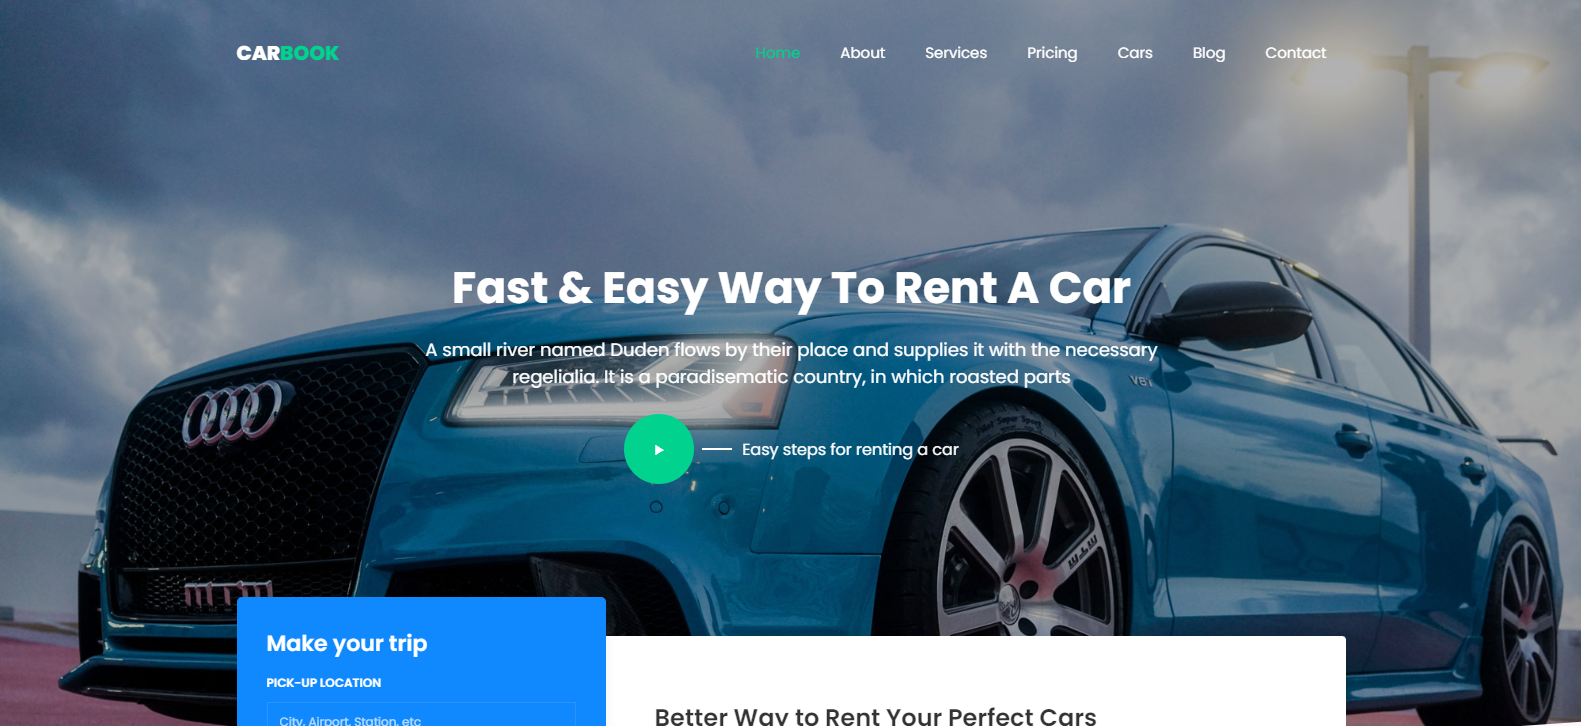 CARBOOK
Home About Services Pricing Cars Blog Contact
Fast & Easy Way To Rent A Car
A small river named Duden flows by their place and supplies it with the necessary
regelialia. It is a paradisematic country, in which roasted parts
Easy steps for renting a car
mtm
Make your trip
PICK-UP LOCATION
City, Airport, Station, etc
Better Way to Rent Your Perfect Cars